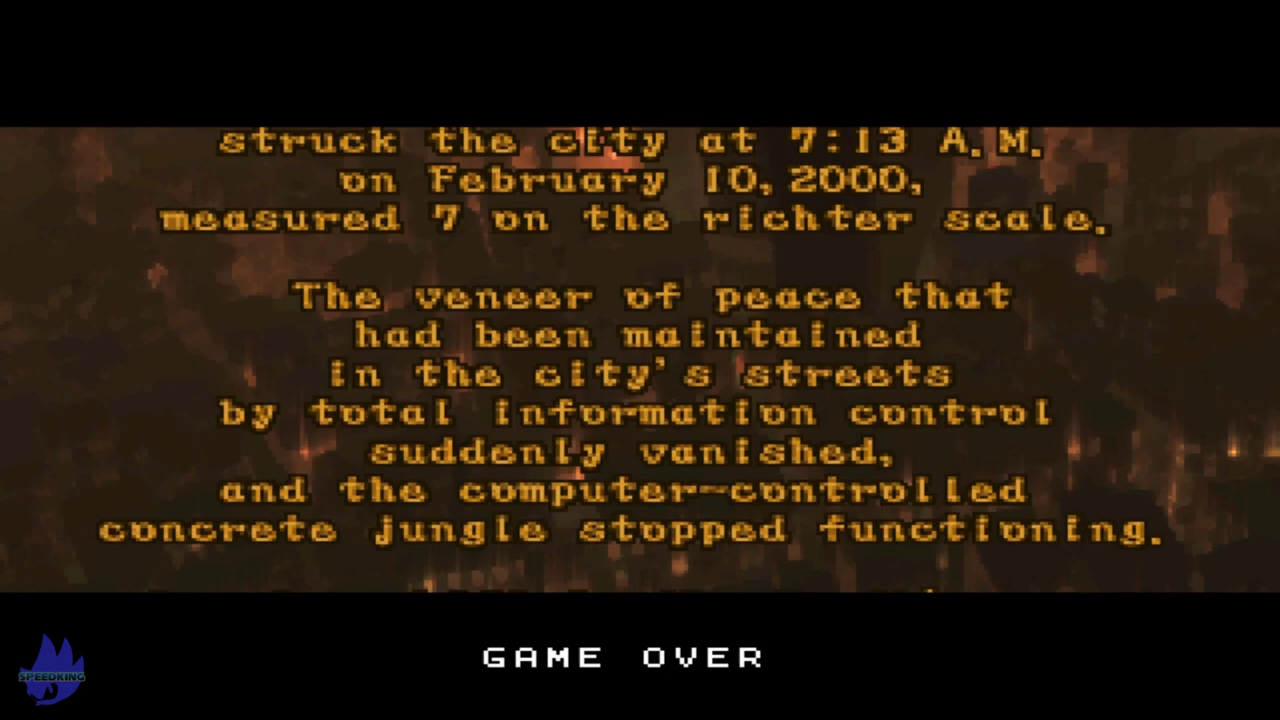 struck the city at 7:13 A.M.
on February 10, 2000,
measured 7 on the richter scale.
The veneer of peace that
had been maintained
in the city's streets
by total information control
suddenly vanished,
and the computer-controlled
concrete jungle stopped functioning.
GAME OVER
SPEEDKING